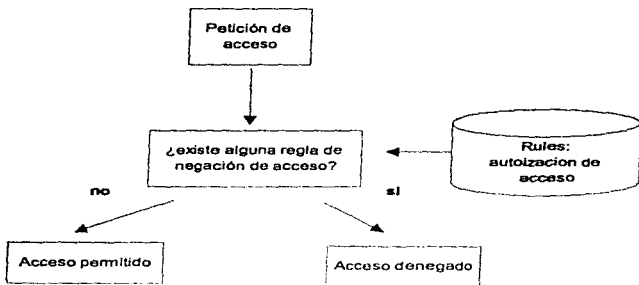 Petición de
acceso
¿existe alguna regla de
negación de acceso?
Rules:
autoización de
acceso
no
si
Acceso permitido
Acceso denegado